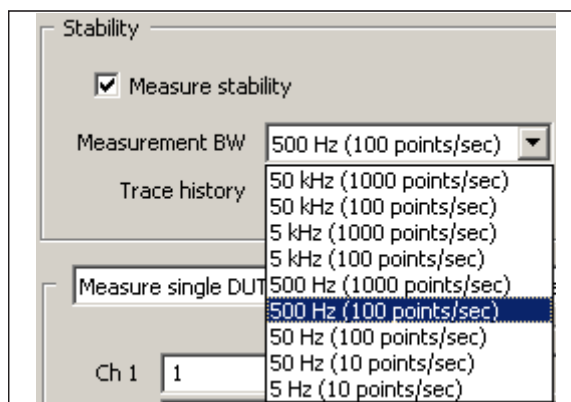 Stability
Measure stability
Measurement BW 500 Hz (100 points/sec)
Trace history
50 kHz (1000 points/sec)
50 kHz (100 points/sec)
5 kHz (1000 points/sec)
5 kHz (100 points/sec)
500 Hz (1000 points/sec)
500 Hz (100 points/sec)
50 Hz (100 points/sec)
50 Hz (10 points/sec)
5 Hz (10 points/sec)
Measure single DUT
Ch 1 1